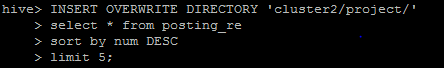 hive> INSERT OVERWRITE DIRECTORY 'cluster2/project/'
> select * from posting_re
> sort by num DESC
> limit 5;